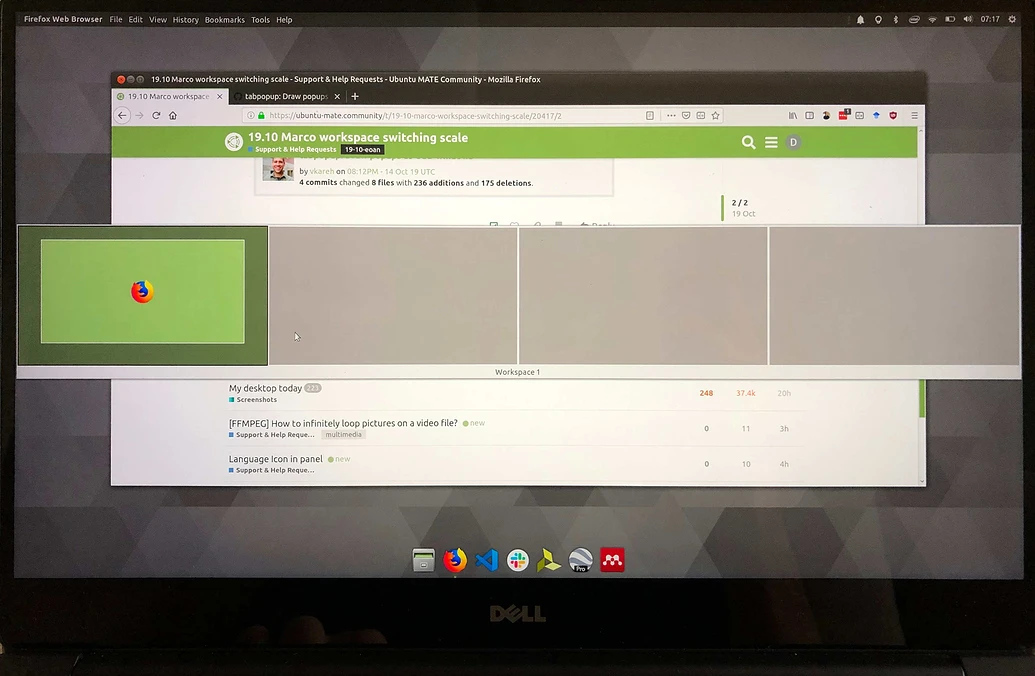 Firefox Web Browser File Edit View History Bookmarks Tools Help 07:17
19.10 Marco workspace switching scale - Support & Help Requests - Ubuntu MATE Community - Mozilla Firefox
19.10 Marco workspace tabpopup: Draw popups
https://ubuntu-mate.community/t/19-10-marco-workspace-switching-scale/20417/2
19.10 Marco workspace switching scale
Support & Help Requests 19-10-eoan
D
by vkareh on 08:12PM - 14 Oct 19 UTC
4 commits changed 8 files with 236 additions and 175 deletions.
2 / 2
19 Oct
Workspace 1
My desktop today 223 248 37.4k 20h
Screenshots
[FFMPEG] How to infinitely loop pictures on a video file? new 0 11 3h
Support & Help Reque... multimedia
Language Icon in panel new 0 10 4h
Support & Help Reque...
Pro
DELL